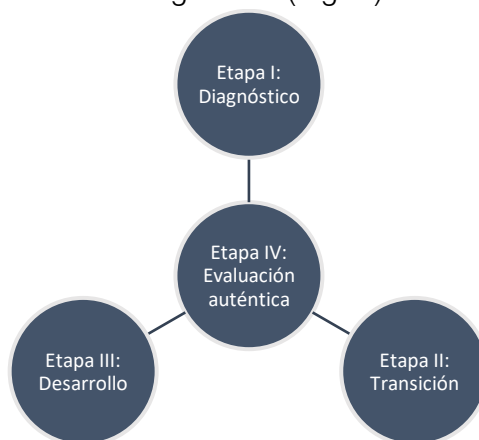 Etapa I:
Diagnóstico
Etapa IV:
Evaluación
auténtica
Etapa III:
Desarrollo
Etapa II:
Transición